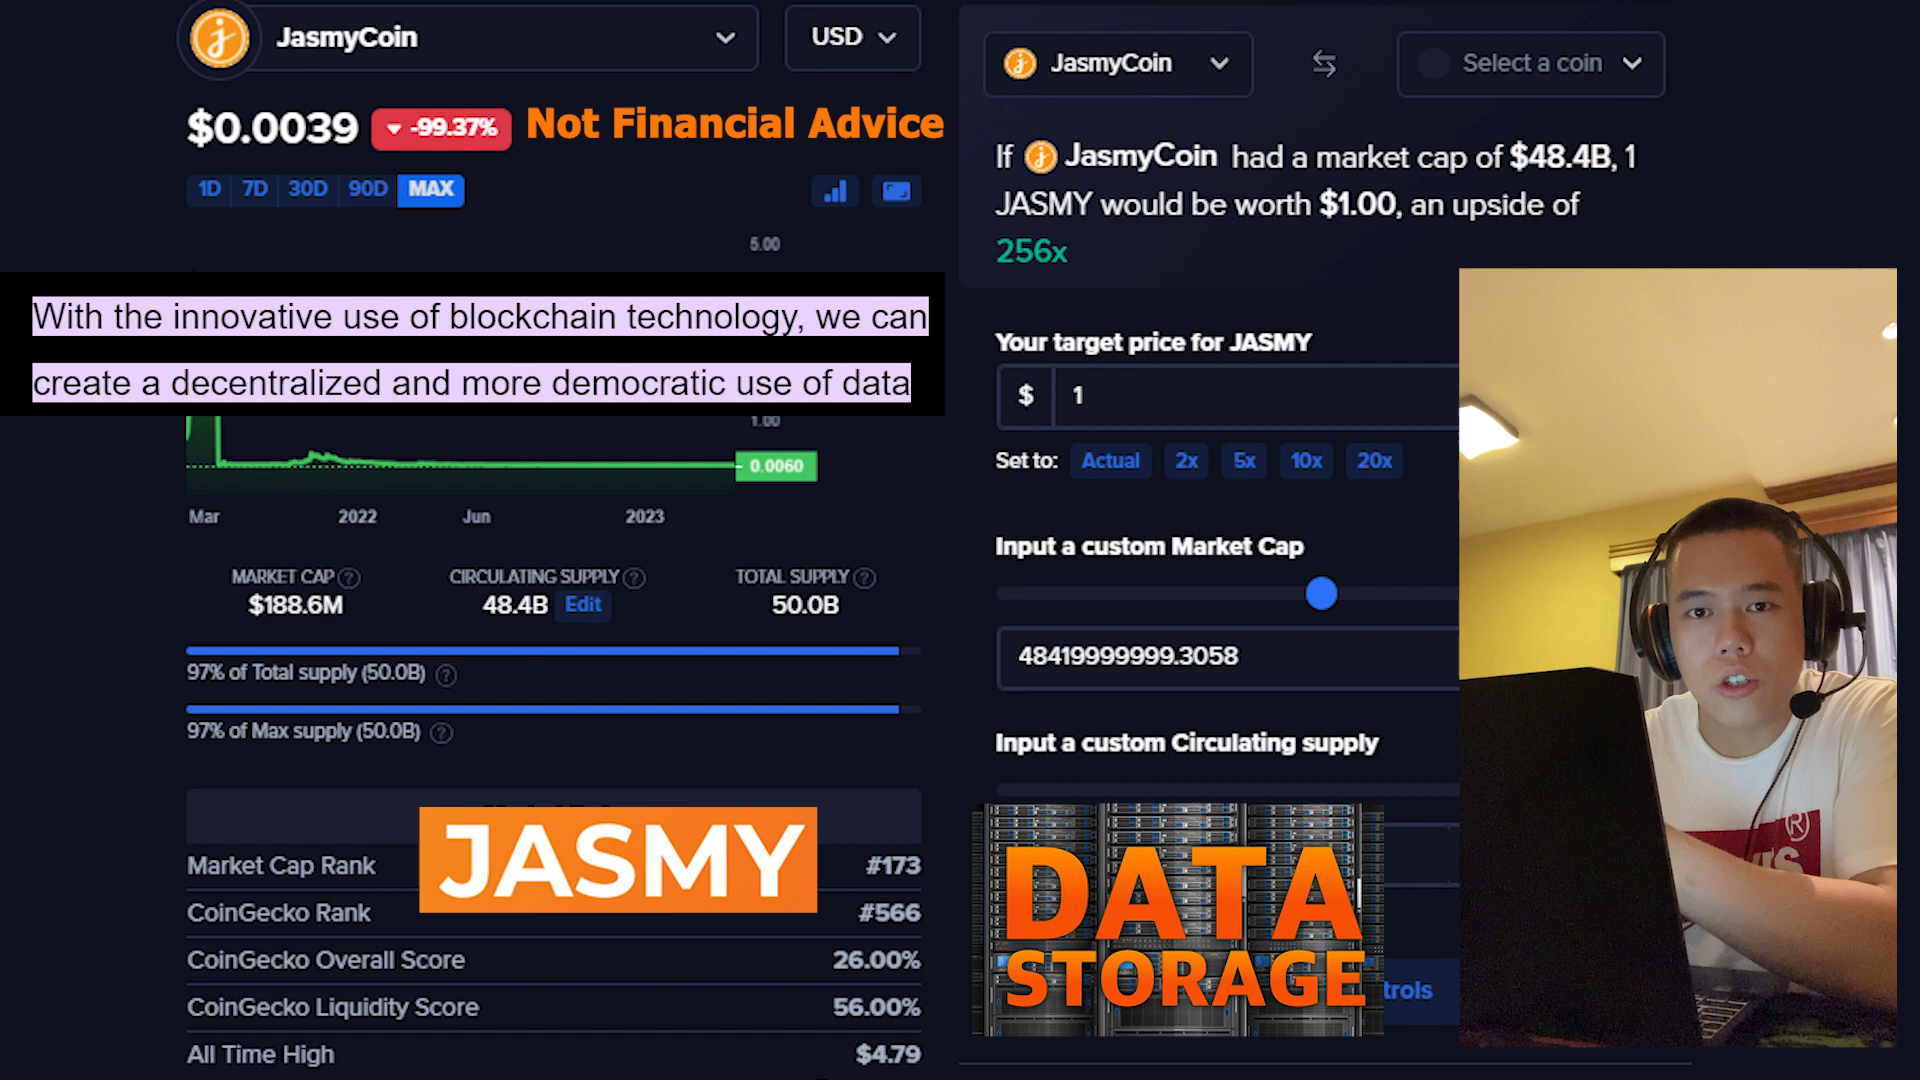 JasmyCoin
USD
$0.0039
-99.37%
Not Financial Advice
1D 7D 30D 90D MAX
5.00
With the innovative use of blockchain technology, we can
create a decentralized and more democratic use of data
1.00
0.0060
Mar 2022 Jun 2023
MARKET CAP ? CIRCULATING SUPPLY ? TOTAL SUPPLY ?
$188.6M 48.4B Edit 50.0B
97% of Total supply (50.0B) ?
97% of Max supply (50.0B) ?
JASMY
Market Cap Rank #173
CoinGecko Rank #566
CoinGecko Overall Score 26.00%
CoinGecko Liquidity Score 56.00%
All Time High $4.79
JasmyCoin
Select a coin
If JasmyCoin had a market cap of $48.4B, 1
JASMY would be worth $1.00, an upside of
256x
Your target price for JASMY
$ 1
Set to: Actual 2x 5x 10x 20x
Input a custom Market Cap
48419999999.3058
Input a custom Circulating supply
DATA
STORAGE
trols
®